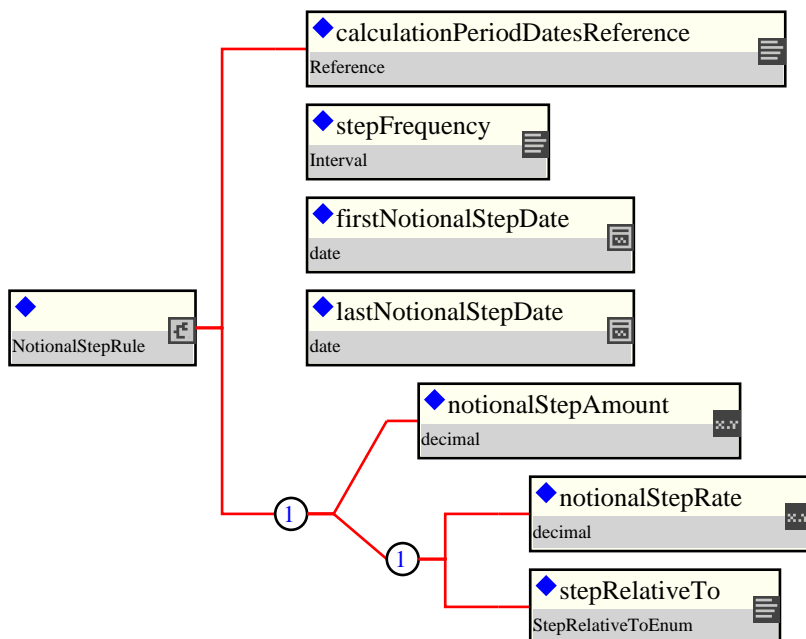 calculationPeriodDatesReference
Reference
stepFrequency
Interval
firstNotionalStepDate
date
NotionalStepRule
lastNotionalStepDate
date
notionalStepAmount
decimal
x.Y
1
1
notionalStepRate
decimal
x.Y
stepRelativeTo
StepRelativeToEnum